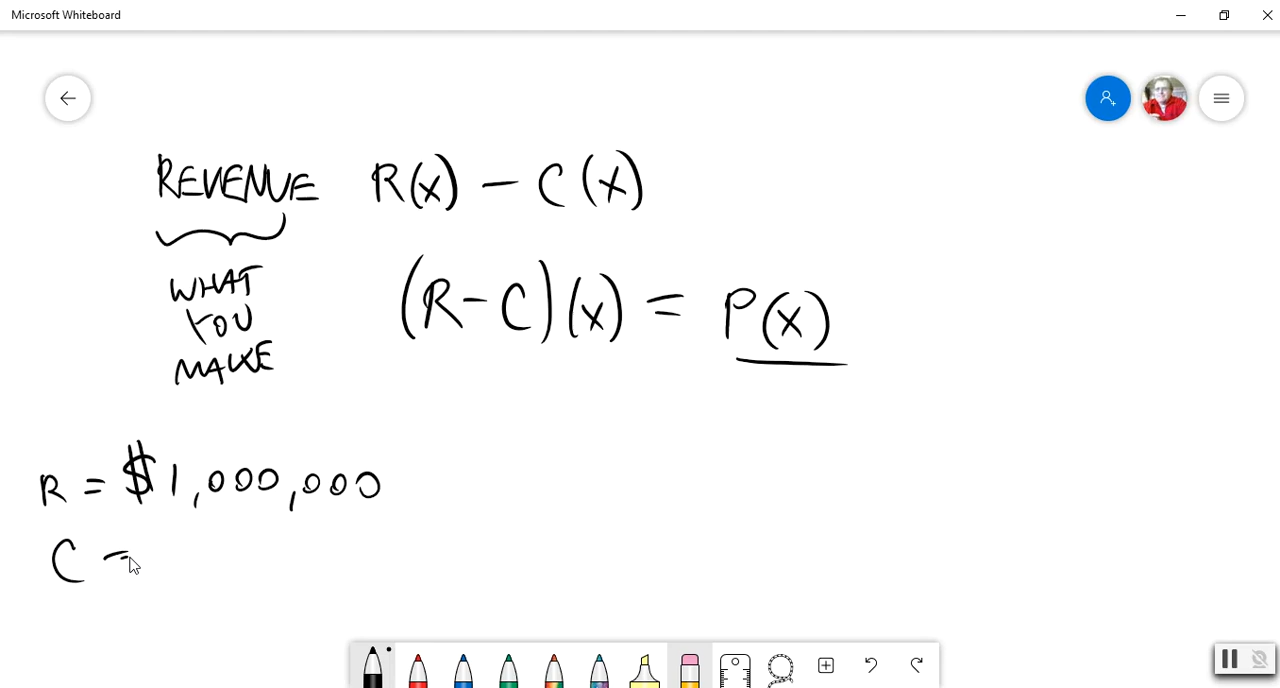 Microsoft Whiteboard
REVENUE R(x) - C(x)
WHAT
YOU
MAKE
(R-C)(x) = P(x)
R = $1,000,000
C =